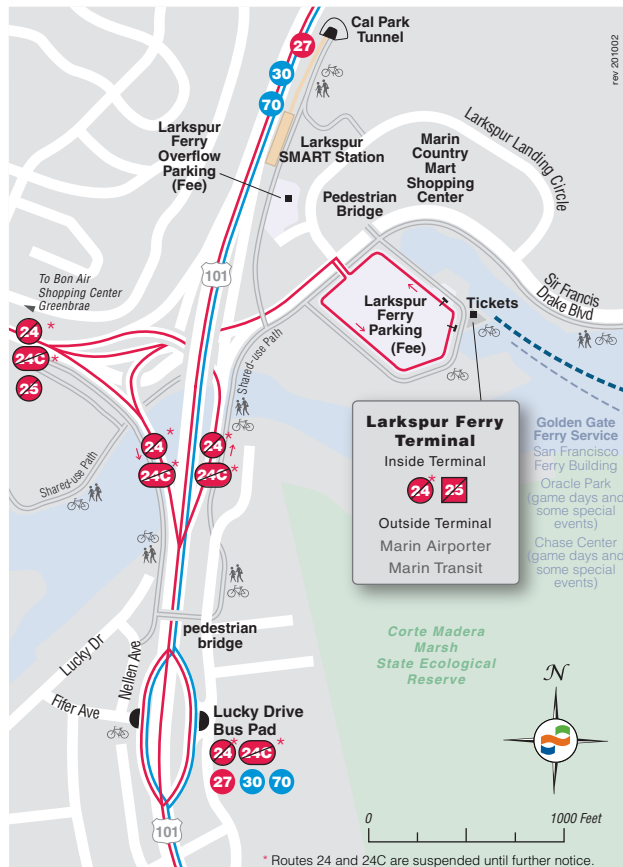 rev 201002
Cal Park
Tunnel
27
30
70
Larkspur
Ferry
Overflow
Parking
(Fee)
Larkspur
SMART Station
Marin
Country
Mart
Shopping
Center
Larkspur Landing Circle
Pedestrian
Bridge
101
To Bon Air
Shopping Center
Greenbrae
24*
24C*
25
Larkspur
Ferry
Parking
(Fee)
Tickets
Sir Francis
Drake Blvd
Shared-use Path
Larkspur Ferry
Terminal
Inside Terminal
24* 25
Outside Terminal
Marin Airporter
Marin Transit
Golden Gate
Ferry Service
San Francisco
Ferry Building
Oracle Park
(game days and
some special
events)
Chase Center
(game days and
some special
events)
24* 24*
24C* 24C*
Shared-use Path
Lucky Dr
Nellen Ave
Fifer Ave
pedestrian
bridge
Corte Madera
Marsh
State Ecological
Reserve
Lucky Drive
Bus Pad
24* 24C*
27 30 70
N
101
0 1000 Feet
* Routes 24 and 24C are suspended until further notice.